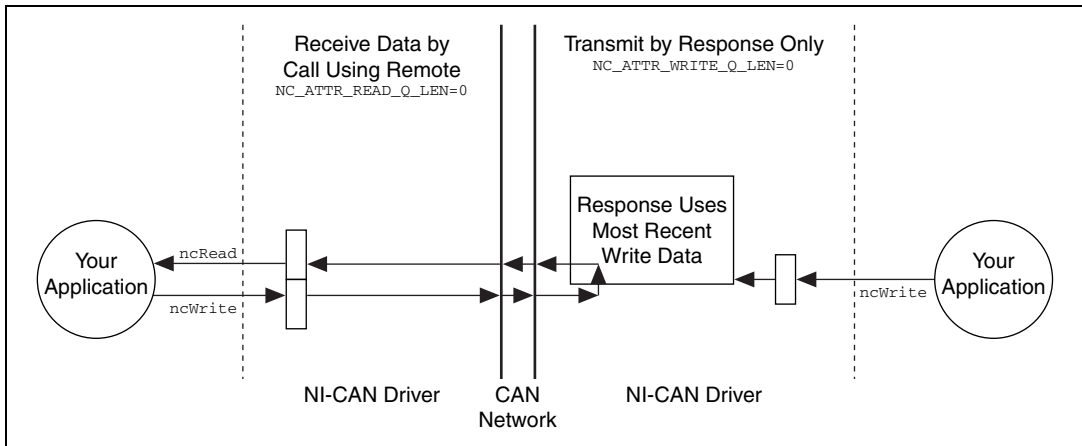 Receive Data by
Call Using Remote
NC_ATTR_READ_Q_LEN=0
Transmit by Response Only
NC_ATTR_WRITE_Q_LEN=0
Your
Application
ncRead
ncWrite
Response Uses
Most Recent
Write Data
ncWrite
Your
Application
NI-CAN Driver
CAN
Network
NI-CAN Driver